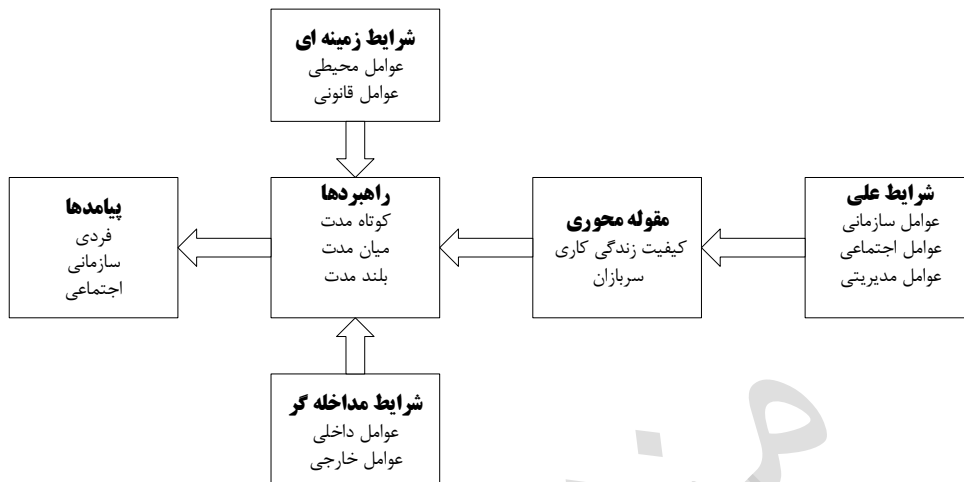 شرایط زمینه ای
عوامل محیطی
عوامل قانونی
شرایط علی
عوامل سازمانی
عوامل اجتماعی
عوامل مدیریتی
مقوله محوری
کیفیت زندگی کاری
سربازان
راهبردها
کوتاه مدت
میان مدت
بلند مدت
پیامدها
فردی
سازمانی
اجتماعی
شرایط مداخله گر
عوامل داخلی
عوامل خارجی